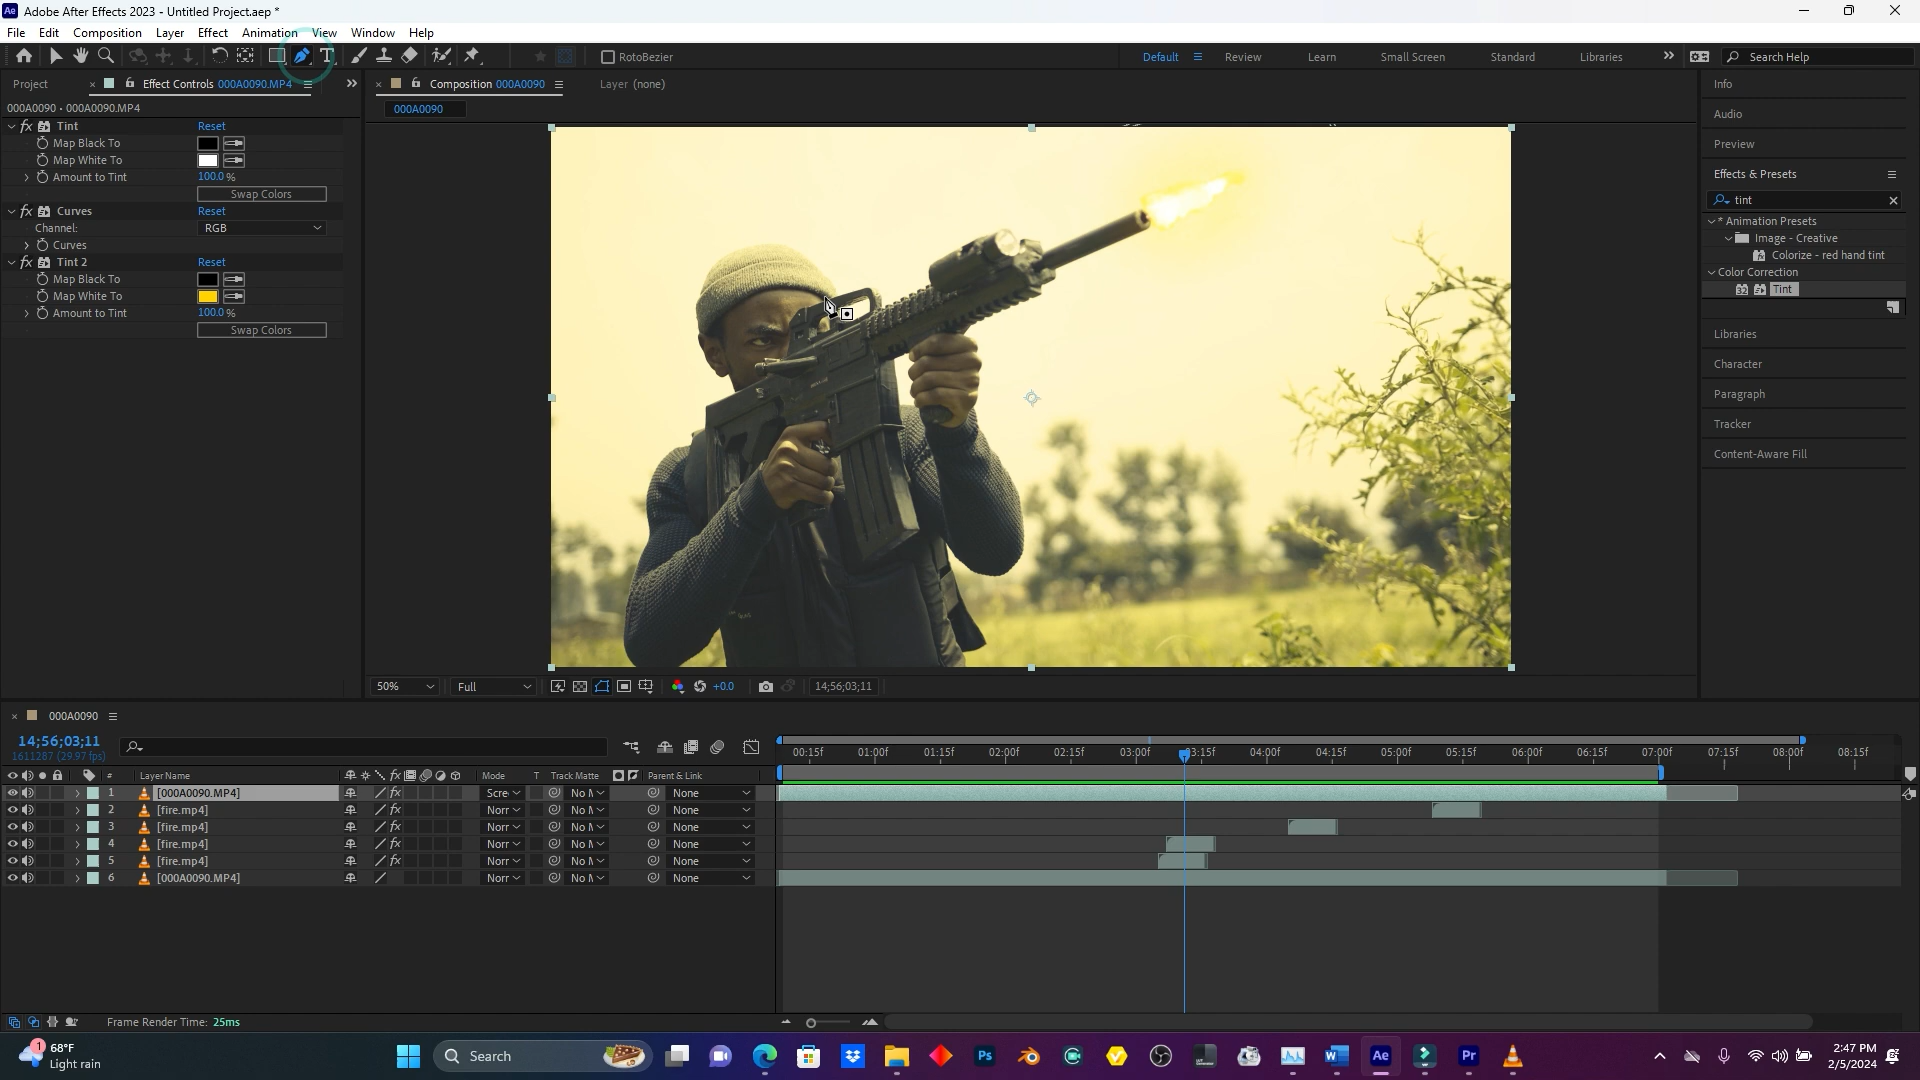 Adobe After Effects 2023 - Untitled Project.aep *
File Edit Composition Layer Effect Animation View Window Help
RotoBezier
Default Review Learn Small Screen Standard Libraries Search Help
Project Effect Controls 000A0090.MP4
Composition 000A0090 Layer (none)
000A0090 • 000A0090.MP4
000A0090
Tint Reset
Map Black To
Map White To
Amount to Tint 100.0 %
Swap Colors
Curves Reset
Channel: RGB
Curves
Tint 2 Reset
Map Black To
Map White To
Amount to Tint 100.0 %
Swap Colors
Info
Audio
Preview
Effects & Presets
tint
* Animation Presets
Image - Creative
Colorize - red hand tint
Color Correction
Tint
Libraries
Character
Paragraph
Tracker
Content-Aware Fill
50% Full +0.0 14;56;03;11
000A0090
14;56;03;11
1611287 (29.97 fps)
00:15f 01:00f 01:15f 02:00f 02:15f 03:00f 03:15f 04:00f 04:15f 05:00f 05:15f 06:00f 06:15f 07:00f 07:15f 08:00f 08:15f
# Layer Name Mode T Track Matte Parent & Link
1 [000A0090.MP4] Scre No M None
2 [fire.mp4] Norr No M None
3 [fire.mp4] Norr No M None
4 [fire.mp4] Norr No M None
5 [fire.mp4] Norr No M None
6 [000A0090.MP4] Norr No M None
Frame Render Time: 25ms
1
68°F
Light rain
Search
Ps
Ae
Pr
2:47 PM
2/5/2024